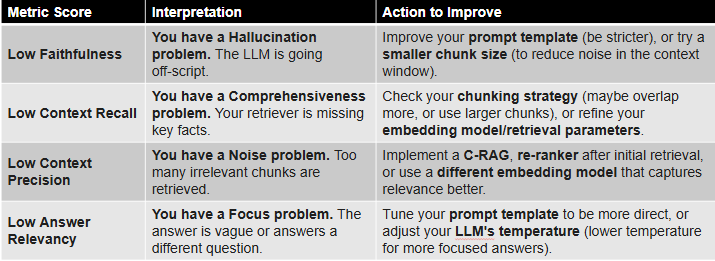 Metric Score Interpretation Action to Improve
Low Faithfulness
You have a Hallucination
problem. The LLM is going
off-script.
Improve your prompt template (be stricter), or try a
smaller chunk size (to reduce noise in the context
window).
Low Context Recall
You have a Comprehensiveness
problem. Your retriever is missing
key facts.
Check your chunking strategy (maybe overlap
more, or use larger chunks), or refine your
embedding model/retrieval parameters.
Low Context
Precision
You have a Noise problem. Too
many irrelevant chunks are
retrieved.
Implement a C-RAG, re-ranker after initial retrieval,
or use a different embedding model that captures
relevance better.
Low Answer
Relevancy
You have a Focus problem. The
answer is vague or answers a
different question.
Tune your prompt template to be more direct, or
adjust your LLM's temperature (lower temperature
for more focused answers).